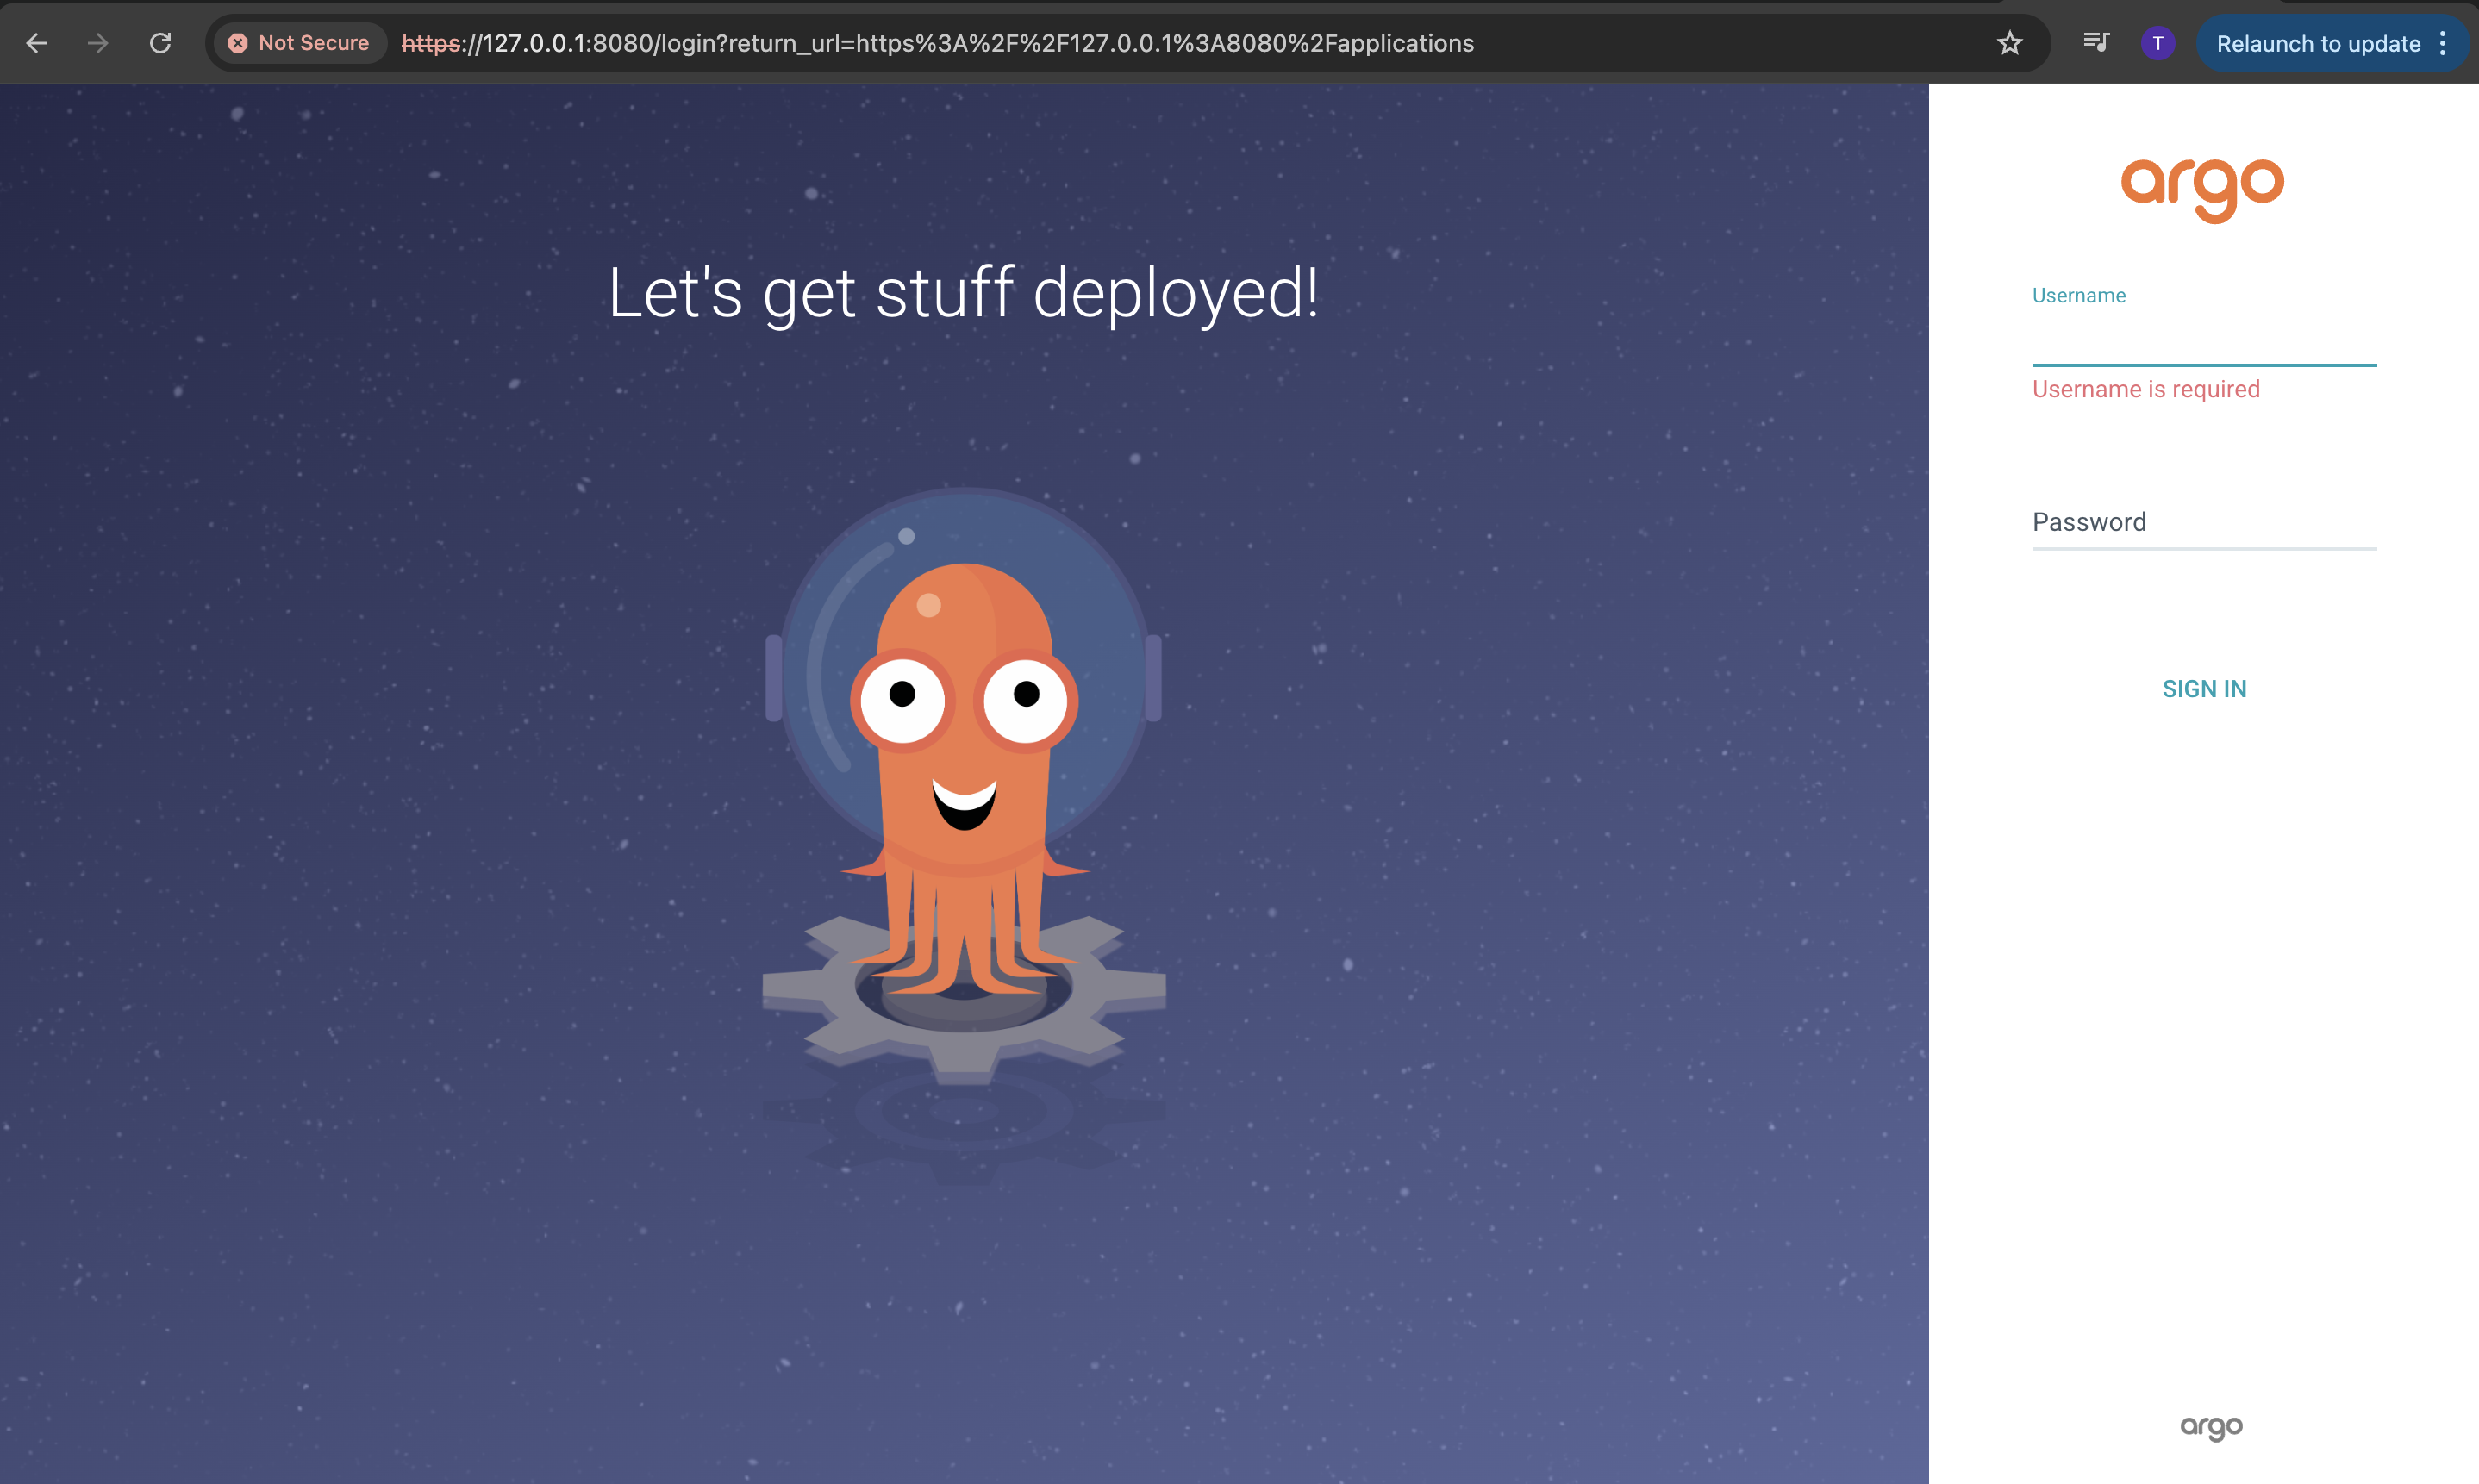 Not Secure
https://127.0.0.1:8080/login?return_url=https%3A%2F%2F127.0.0.1%3A8080%2Fapplications
T
Relaunch to update
Let's get stuff deployed!
argo
Username
Username is required
Password
SIGN IN
argo